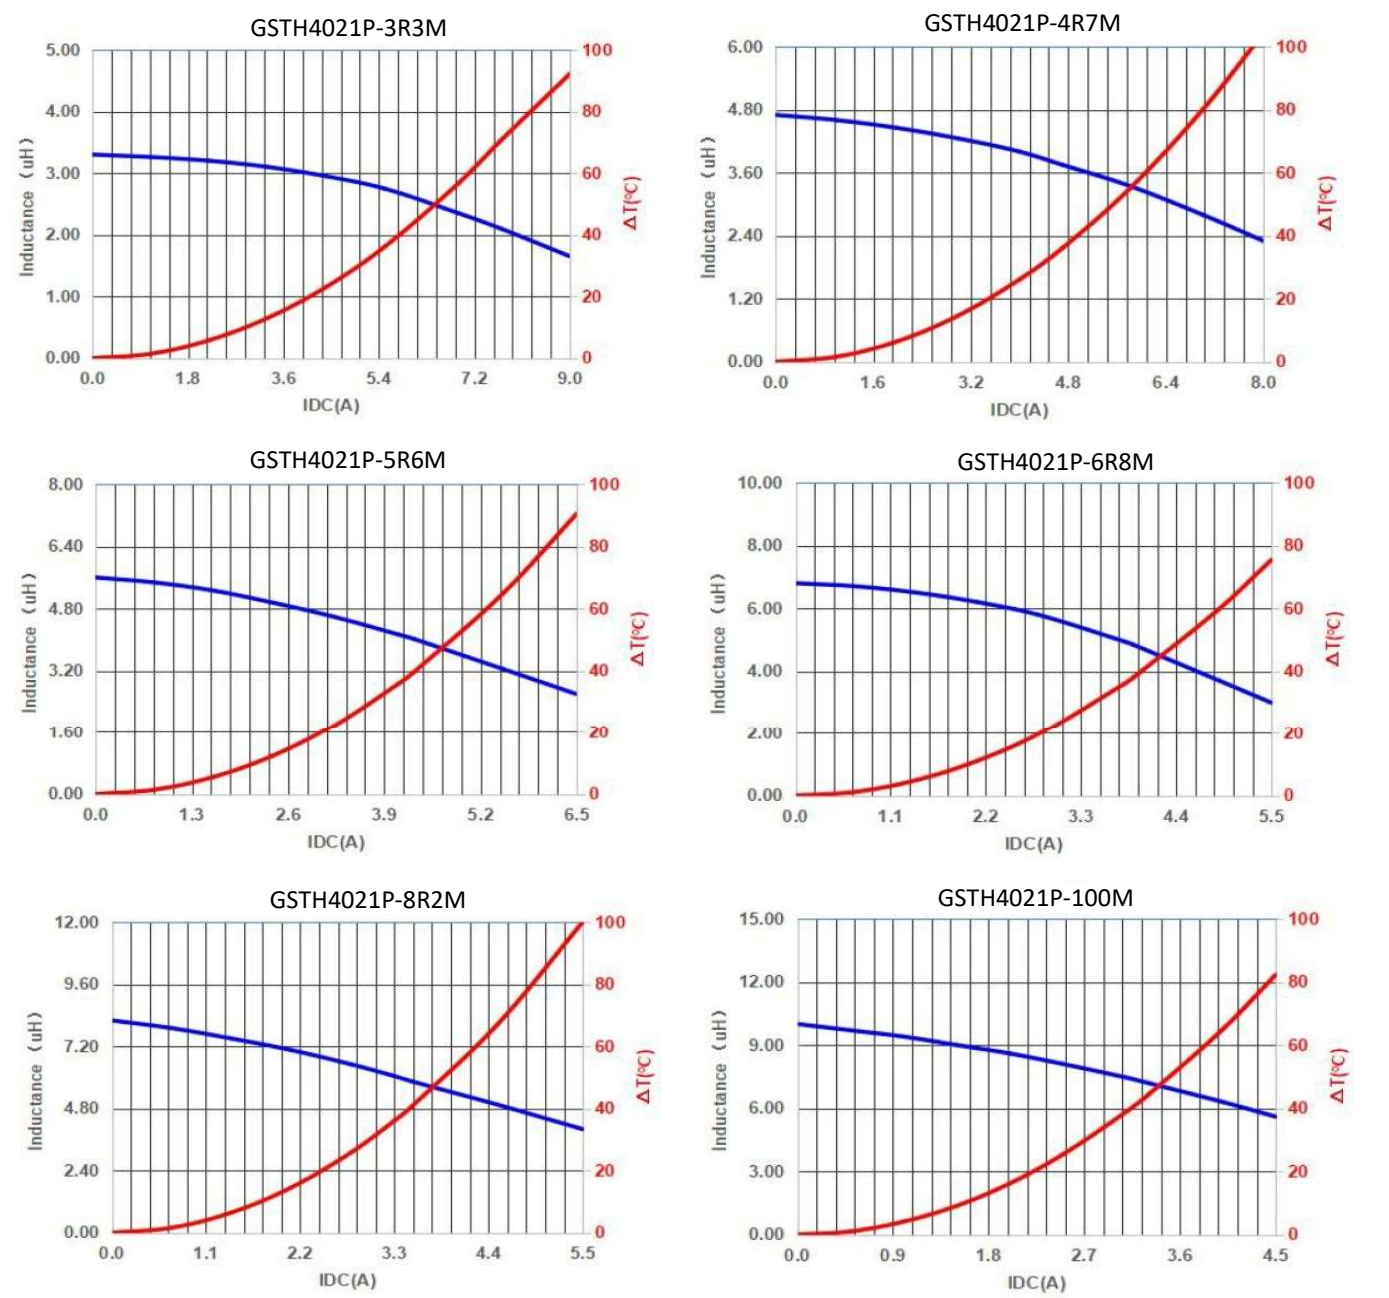 GSTH4021P-3R3M
5.00
4.00
3.00
2.00
1.00
0.00
100
80
60
40
20
0
0.0 1.8 3.6 5.4 7.2 9.0
Inductance (uH)
ΔT(℃)
IDC(A)
GSTH4021P-4R7M
6.00
4.80
3.60
2.40
1.20
0.00
100
80
60
40
20
0
0.0 1.6 3.2 4.8 6.4 8.0
Inductance (uH)
ΔT(℃)
IDC(A)
GSTH4021P-5R6M
8.00
6.40
4.80
3.20
1.60
0.00
100
80
60
40
20
0
0.0 1.3 2.6 3.9 5.2 6.5
Inductance (uH)
ΔT(℃)
IDC(A)
GSTH4021P-6R8M
10.00
8.00
6.00
4.00
2.00
0.00
100
80
60
40
20
0
0.0 1.1 2.2 3.3 4.4 5.5
Inductance (uH)
ΔT(℃)
IDC(A)
GSTH4021P-8R2M
12.00
9.60
7.20
4.80
2.40
0.00
100
80
60
40
20
0
0.0 1.1 2.2 3.3 4.4 5.5
Inductance (uH)
ΔT(℃)
IDC(A)
GSTH4021P-100M
15.00
12.00
9.00
6.00
3.00
0.00
100
80
60
40
20
0
0.0 0.9 1.8 2.7 3.6 4.5
Inductance (uH)
ΔT(℃)
IDC(A)